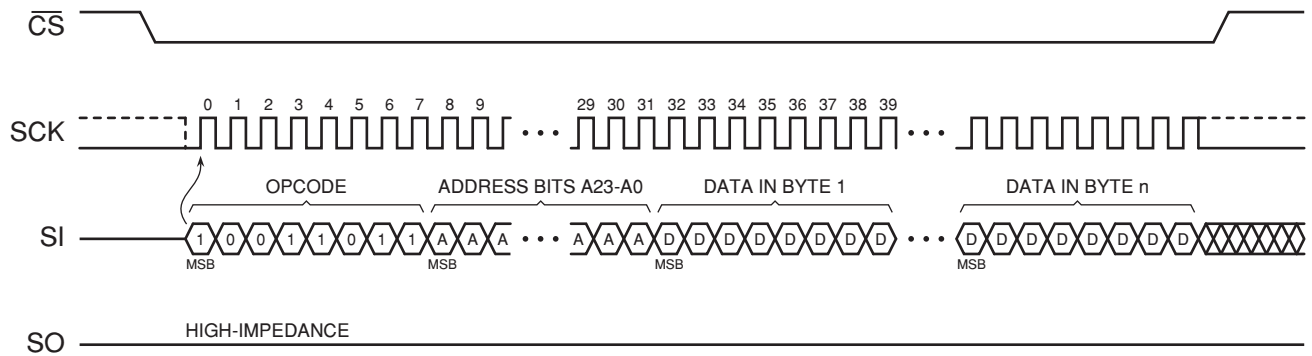 CS
0 1 2 3 4 5 6 7 8 9 29 30 31 32 33 34 35 36 37 38 39
SCK
OPCODE ADDRESS BITS A23-A0 DATA IN BYTE 1 DATA IN BYTE n
SI 1 0 0 1 1 0 1 1 A A A A A A D D D D D D D D D D D D D D D D
MSB MSB MSB MSB
HIGH-IMPEDANCE
SO